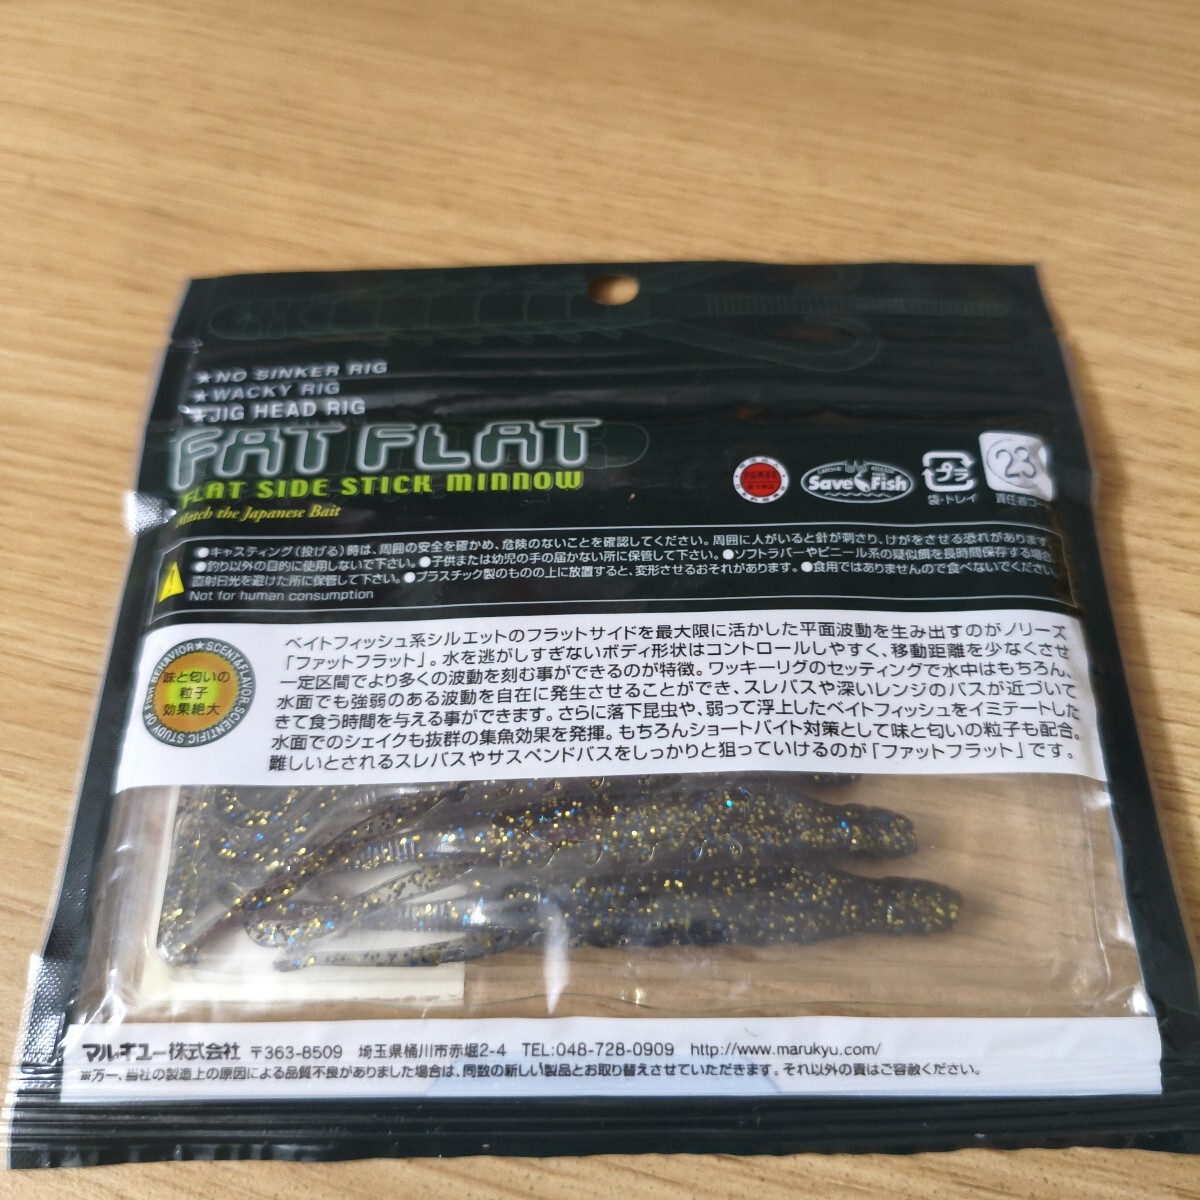 ★NO SINKER RIG
★WACKY RIG
★JIG HEAD RIG
FAT FLAT
FLAT SIDE STICK MINNOW
Match the Japanese Bait
Save Fish
プラ
袋・トレイ
23
責任者コー
●キャスティング(投げる)時は、周囲の安全を確かめ、危険のないことを確認してください。周囲に人がいると針が刺さり、けがをさせる恐れがあります。
●釣り以外の目的に使用しないで下さい。●子供または幼児の手の届かない所に保管して下さい。●ソフトラバーやビニール系の疑似餌を長時間保存する場合
直射日光を避けた所に保管して下さい。●プラスチック製のものの上に放置すると、変形させるおそれがあります。●食用ではありませんので食べないでください。
Not for human consumption
STUDY OF FISH BEHAVIOR★SCENT&FLAVOR・SCIENTIFIC
味と匂いの
粒子
効果絶大
ベイトフィッシュ系シルエットのフラットサイドを最大限に活かした平面波動を生み出すのがノリーズ
「ファットフラット」。水を逃がしすぎないボディ形状はコントロールしやすく、移動距離を少なくさせ
一定区間でより多くの波動を刻む事ができるのが特徴。ワッキーリグのセッティングで水中はもちろん、
水面でも強弱のある波動を自在に発生させることができ、スレバスや深いレンジのバスが近づいて
きて食う時間を与える事ができます。さらに落下昆虫や、弱って浮上したベイトフィッシュをイミテートした
水面でのシェイクも抜群の集魚効果を発揮。もちろんショートバイト対策として味と匂いの粒子も配合。
難しいとされるスレバスやサスペンドバスをしっかりと狙っていけるのが「ファットフラット」です。
マルキユー株式会社 〒363-8509 埼玉県桶川市赤堀2-4 TEL:048-728-0909 http://www.marukyu.com/
※万一、当社の製造上の原因による品質不良がありました場合は、同数の新しい製品とお取り替えさせていただきます。それ以外の責はご容赦ください。